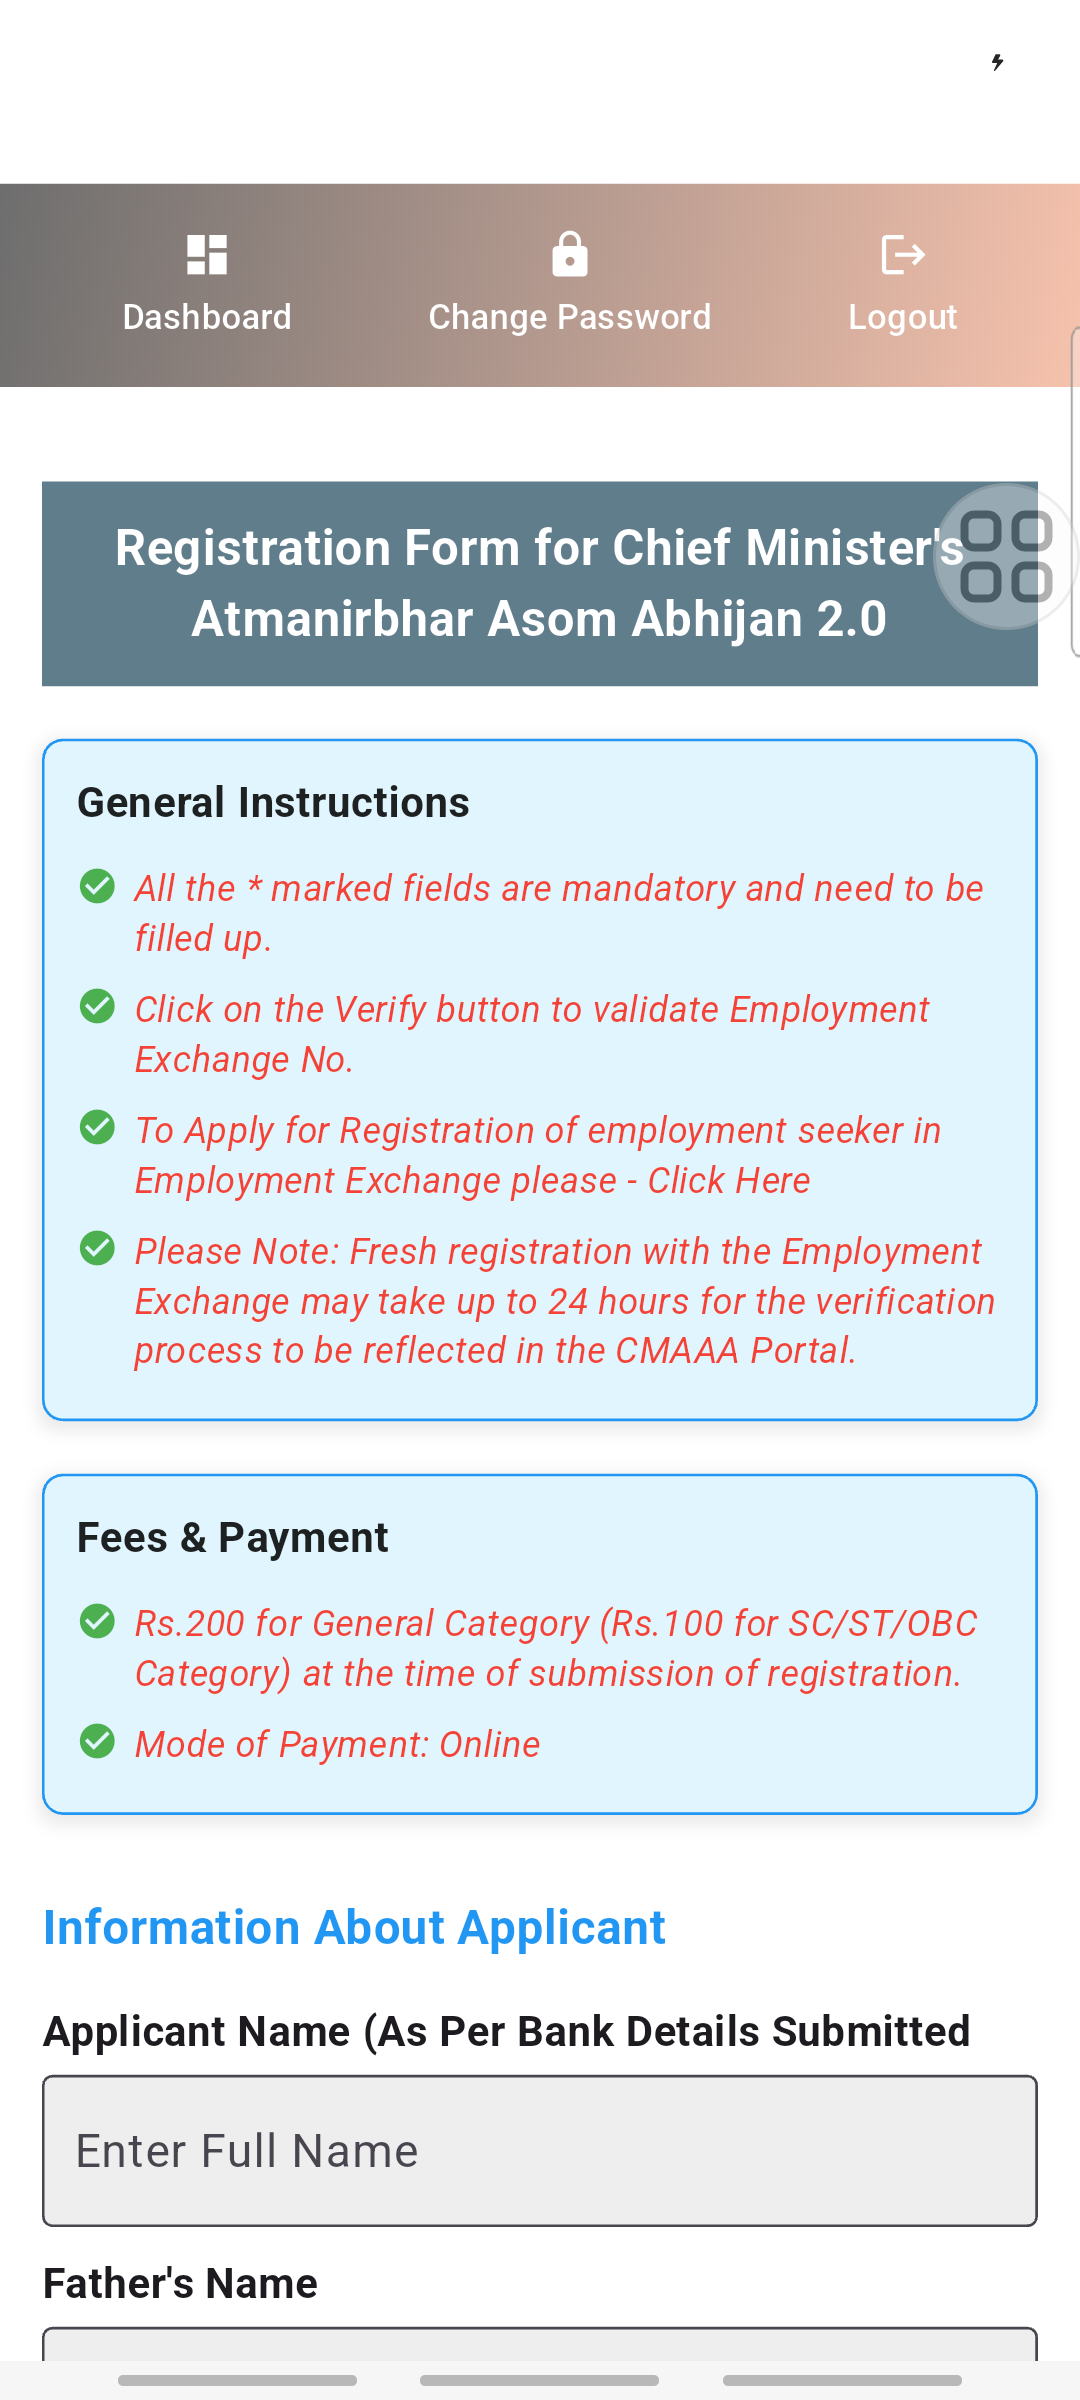 Dashboard
Change Password
Logout
Registration Form for Chief Minister's
Atmanirbhar Asom Abhijan 2.0
General Instructions
All the * marked fields are mandatory and need to be
filled up.
Click on the Verify button to validate Employment
Exchange No.
To Apply for Registration of employment seeker in
Employment Exchange please - Click Here
Please Note: Fresh registration with the Employment
Exchange may take up to 24 hours for the verification
process to be reflected in the CMAAA Portal.
Fees & Payment
Rs.200 for General Category (Rs.100 for SC/ST/OBC
Category) at the time of submission of registration.
Mode of Payment: Online
Information About Applicant
Applicant Name (As Per Bank Details Submitted
Enter Full Name
Father's Name